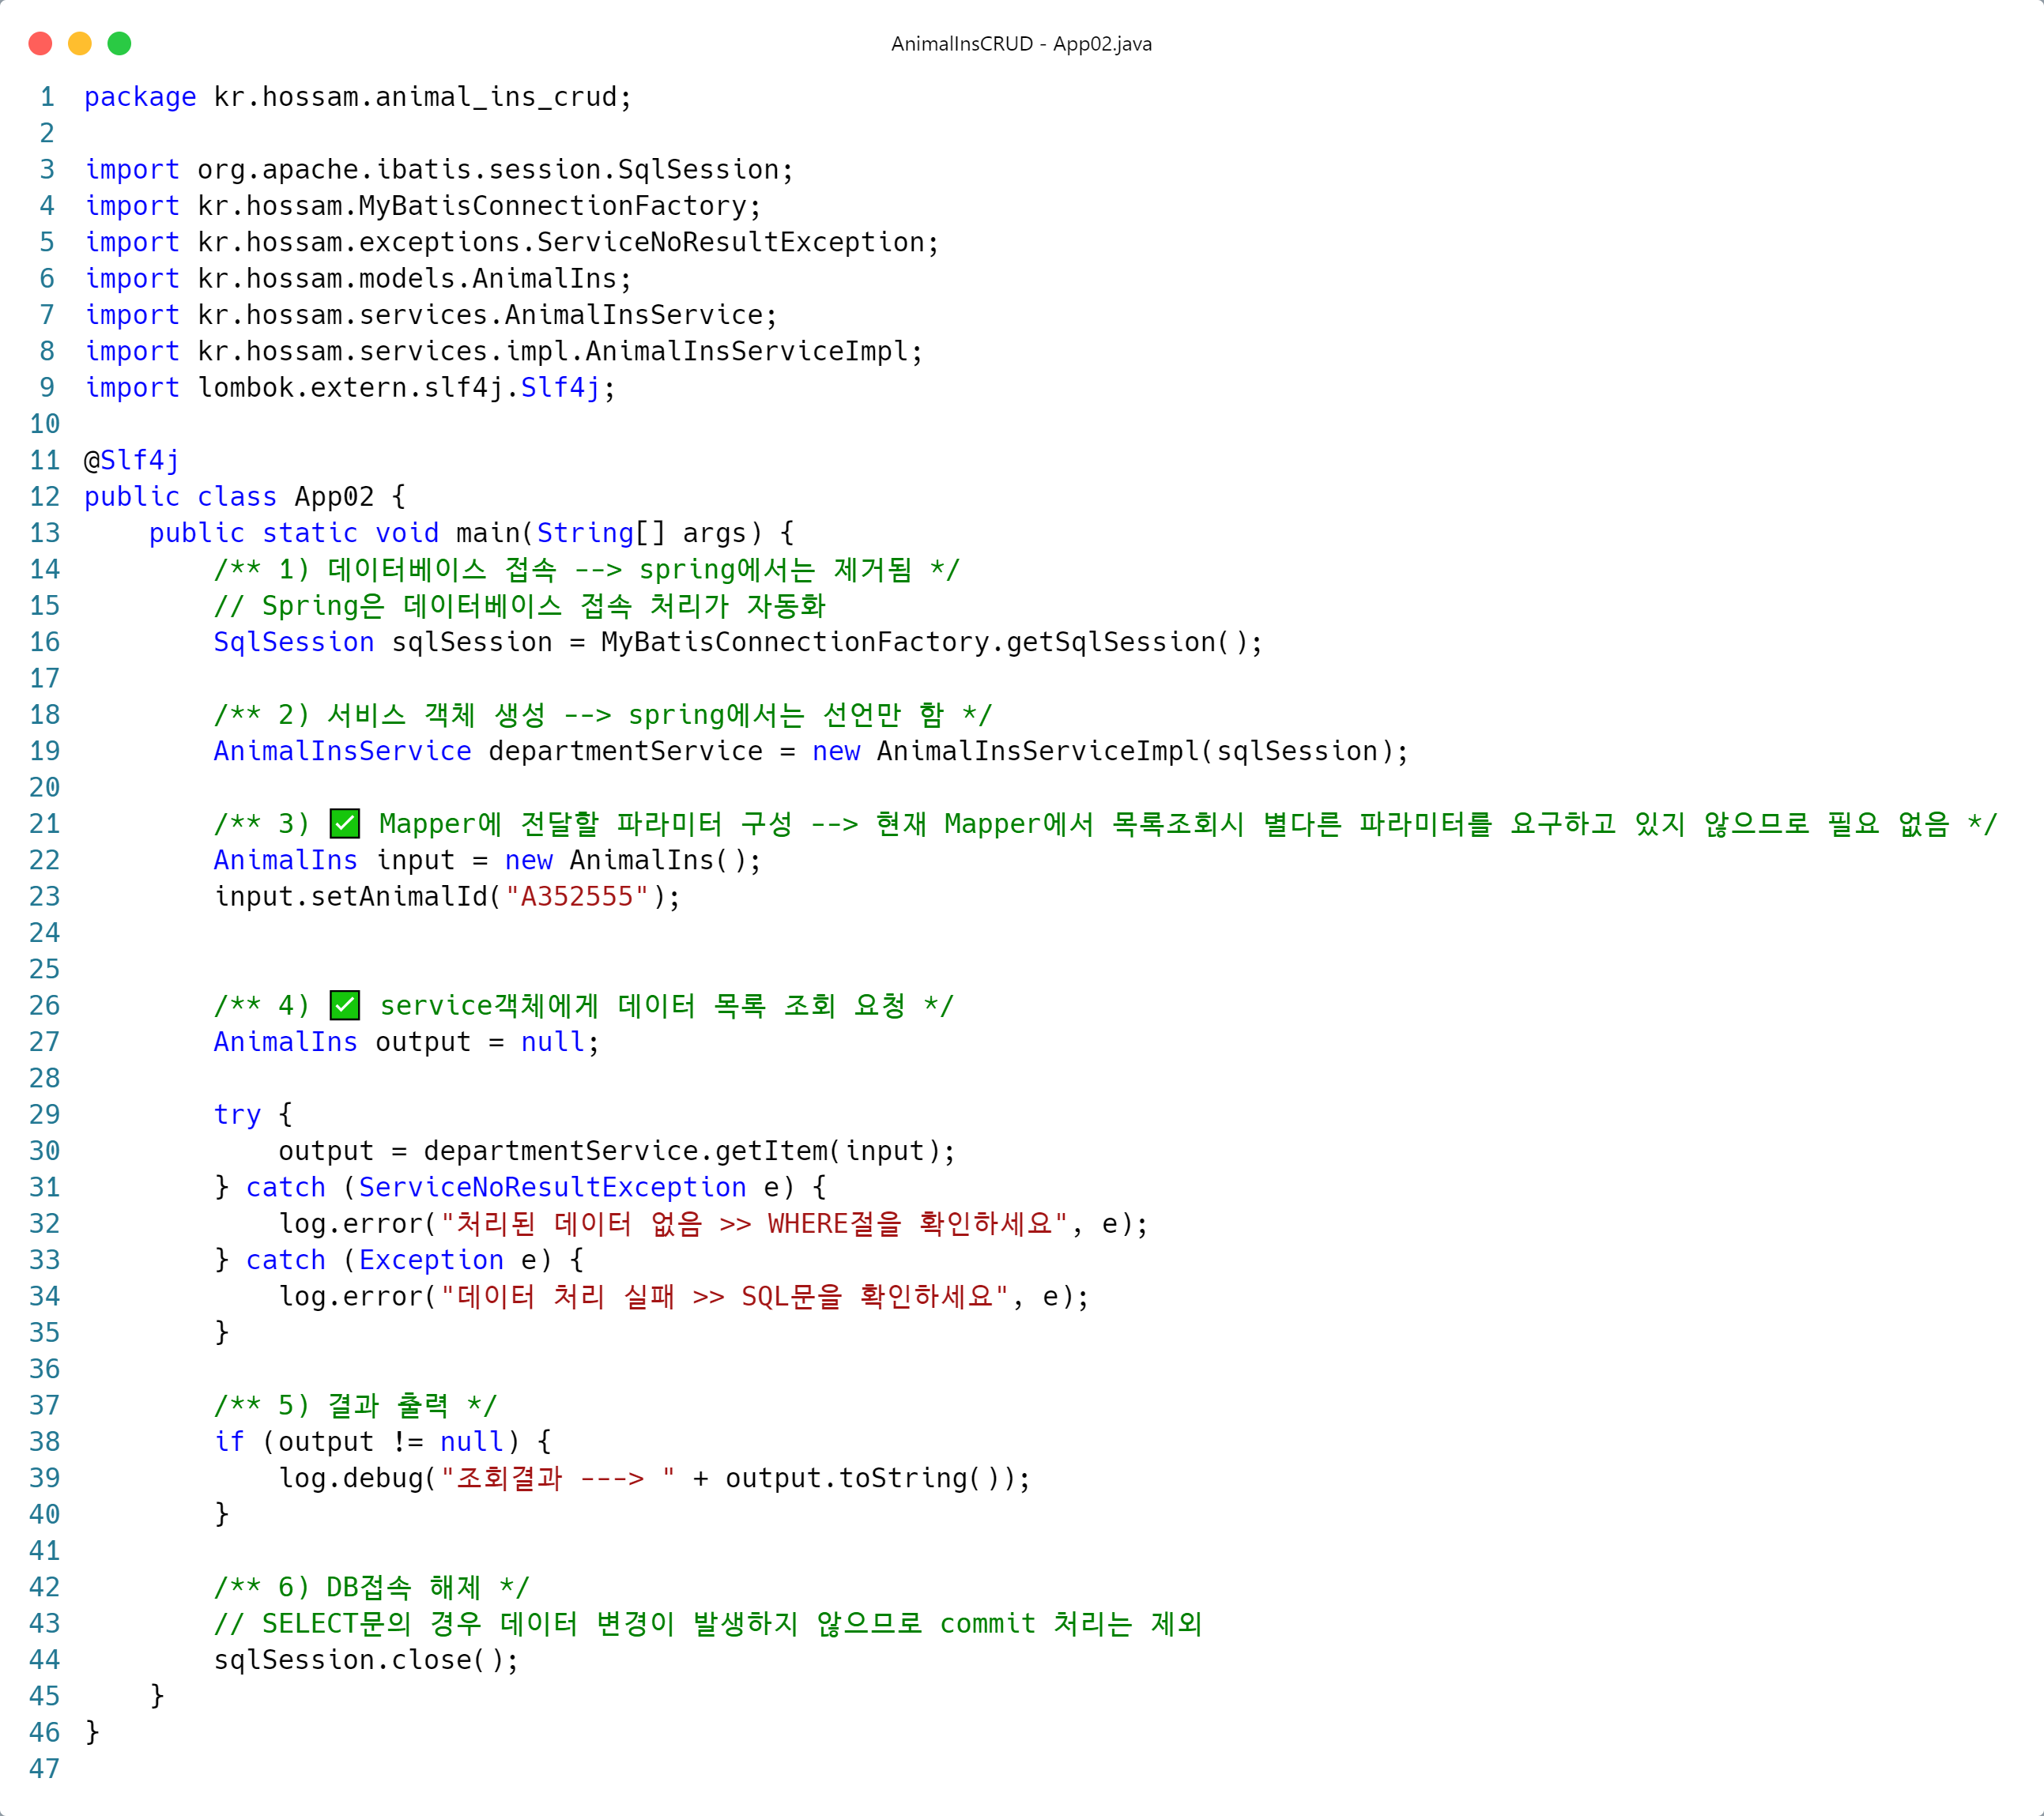 AnimalInsCRUD - App02.java
1 package kr.hossam.animal_ins_crud;
2
3 import org.apache.ibatis.session.SqlSession;
4 import kr.hossam.MyBatisConnectionFactory;
5 import kr.hossam.exceptions.ServiceNoResultException;
6 import kr.hossam.models.AnimalIns;
7 import kr.hossam.services.AnimalInsService;
8 import kr.hossam.services.impl.AnimalInsServiceImpl;
9 import lombok.extern.slf4j.Slf4j;
10
11 @Slf4j
12 public class App02 {
13     public static void main(String[] args) {
14         /** 1) 데이터베이스 접속 --> spring에서는 제거됨 */
15         // Spring은 데이터베이스 접속 처리가 자동화
16         SqlSession sqlSession = MyBatisConnectionFactory.getSqlSession();
17
18         /** 2) 서비스 객체 생성 --> spring에서는 선언만 함 */
19         AnimalInsService departmentService = new AnimalInsServiceImpl(sqlSession);
20
21         /** 3) ✅ Mapper에 전달할 파라미터 구성 --> 현재 Mapper에서 목록조회시 별다른 파라미터를 요구하고 있지 않으므로 필요 없음 */
22         AnimalIns input = new AnimalIns();
23         input.setAnimalId("A352555");
24
25
26         /** 4) ✅ service객체에게 데이터 목록 조회 요청 */
27         AnimalIns output = null;
28
29         try {
30             output = departmentService.getItem(input);
31         } catch (ServiceNoResultException e) {
32             log.error("처리된 데이터 없음 >> WHERE절을 확인하세요", e);
33         } catch (Exception e) {
34             log.error("데이터 처리 실패 >> SQL문을 확인하세요", e);
35         }
36
37         /** 5) 결과 출력 */
38         if (output != null) {
39             log.debug("조회결과 ---> " + output.toString());
40         }
41
42         /** 6) DB접속 해제 */
43         // SELECT문의 경우 데이터 변경이 발생하지 않으므로 commit 처리는 제외
44         sqlSession.close();
45     }
46 }
47